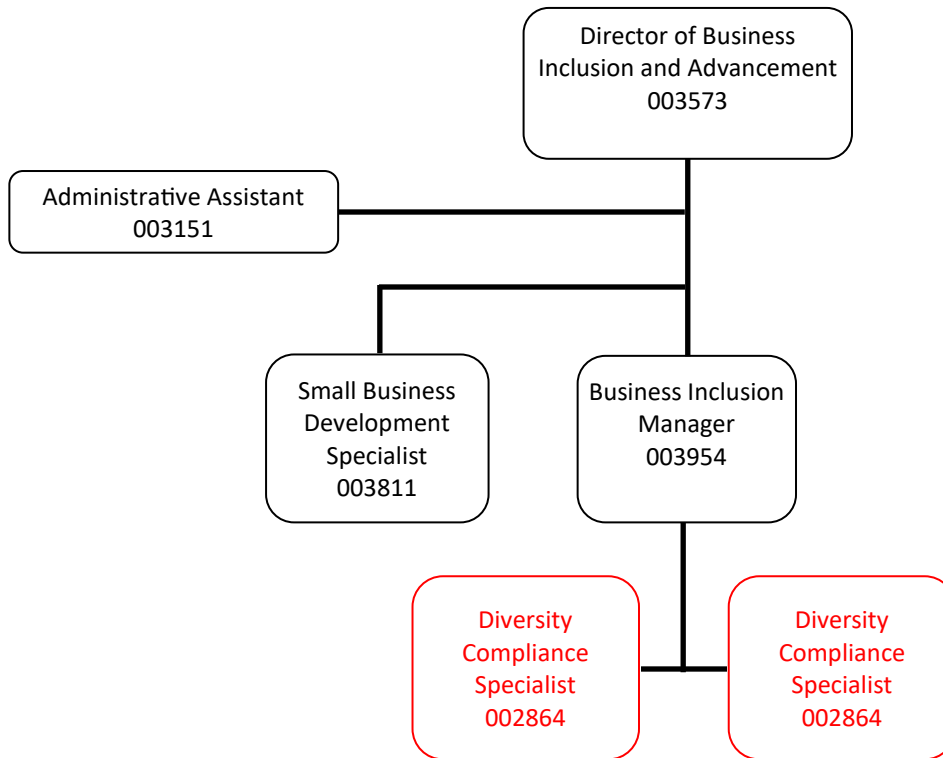 Director of Business
Inclusion and Advancement
003573
Administrative Assistant
003151
Small Business
Development
Specialist
003811
Business Inclusion
Manager
003954
Diversity
Compliance
Specialist
002864
Diversity
Compliance
Specialist
002864